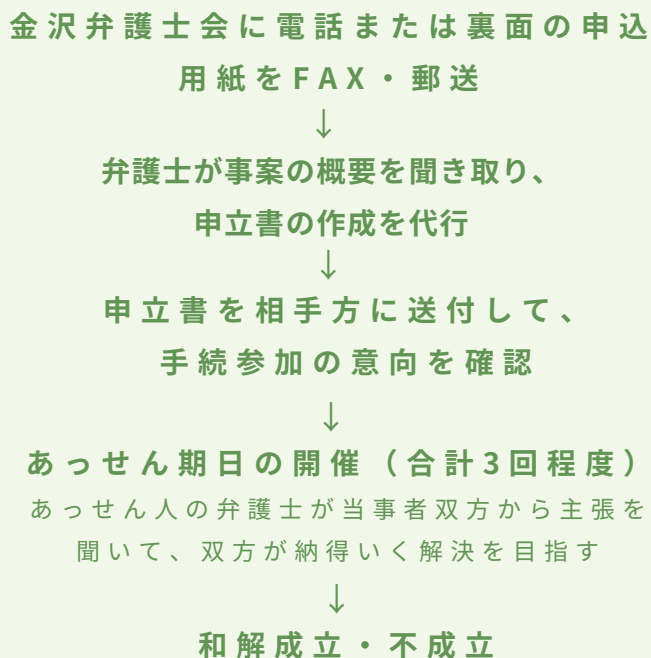 金沢弁護士会に電話または裏面の申込
用紙をFAX・郵送
↓
弁護士が事案の概要を聞き取り、
申立書の作成を代行
↓
申立書を相手方に送付して、
手続参加の意向を確認
↓
あっせん期日の開催（合計3回程度）
あっせん人の弁護士が当事者双方から主張を
聞いて、双方が納得いく解決を目指す
↓
和解成立・不成立